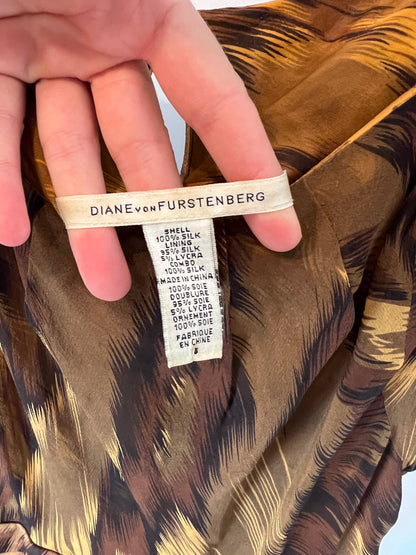 DIANE VON FURSTENBERG
SHELL
100% SILK
LINING
95% SILK
5% LYCRA
COMBO
100% SILK
MADE IN CHINA
100% SOIE
DOUBLURE
95% SOIE
5% LYCRA
ORNEMENT
100% SOIE
FABRIQUE
EN CHINE